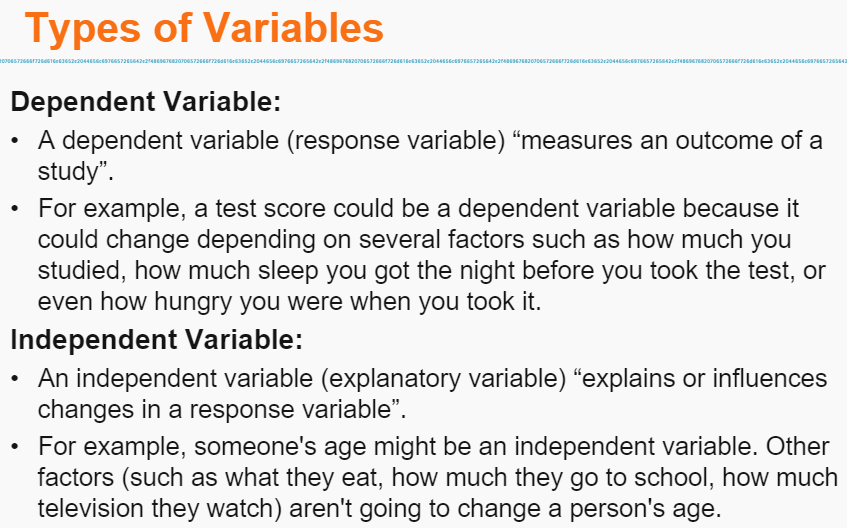 Types of Variables
Dependent Variable:
• A dependent variable (response variable) “measures an outcome of a
study”.
• For example, a test score could be a dependent variable because it
could change depending on several factors such as how much you
studied, how much sleep you got the night before you took the test, or
even how hungry you were when you took it.
Independent Variable:
• An independent variable (explanatory variable) “explains or influences
changes in a response variable”.
• For example, someone's age might be an independent variable. Other
factors (such as what they eat, how much they go to school, how much
television they watch) aren't going to change a person's age.